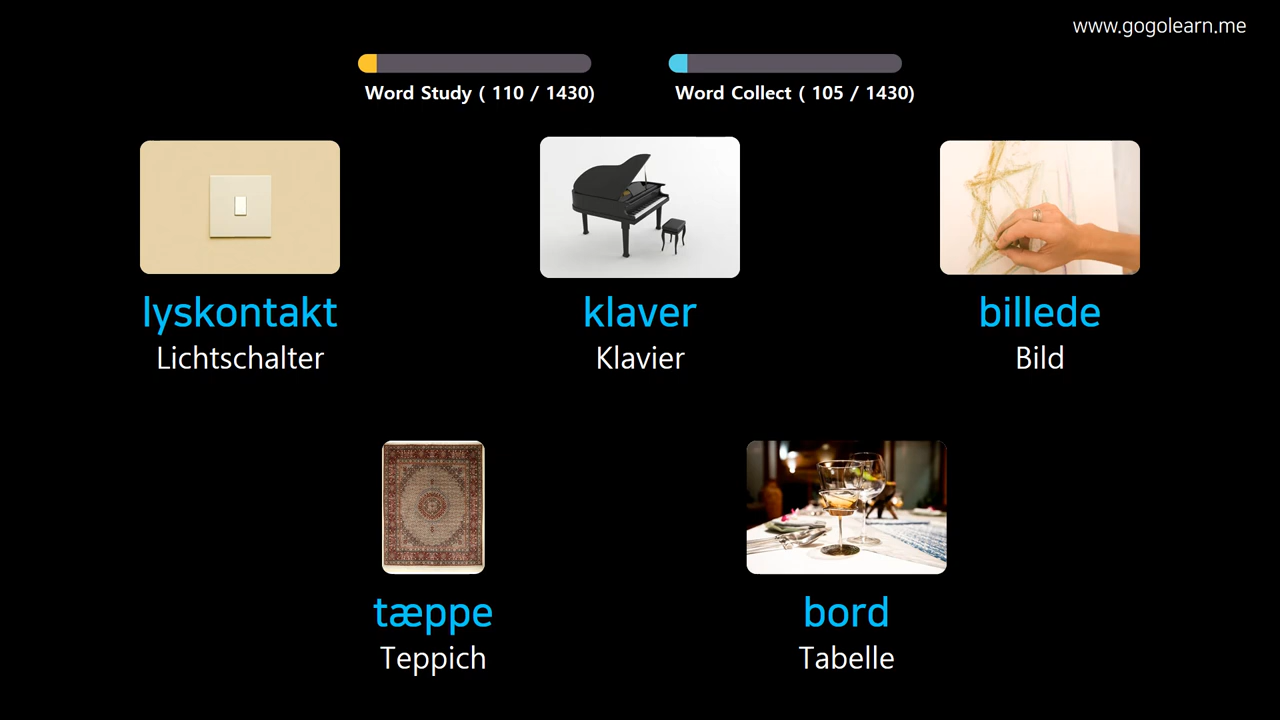 www.gogolearn.me
Word Study ( 110 / 1430)
Word Collect ( 105 / 1430)
lyskontakt
Lichtschalter
klaver
Klavier
billede
Bild
tæppe
Teppich
bord
Tabelle